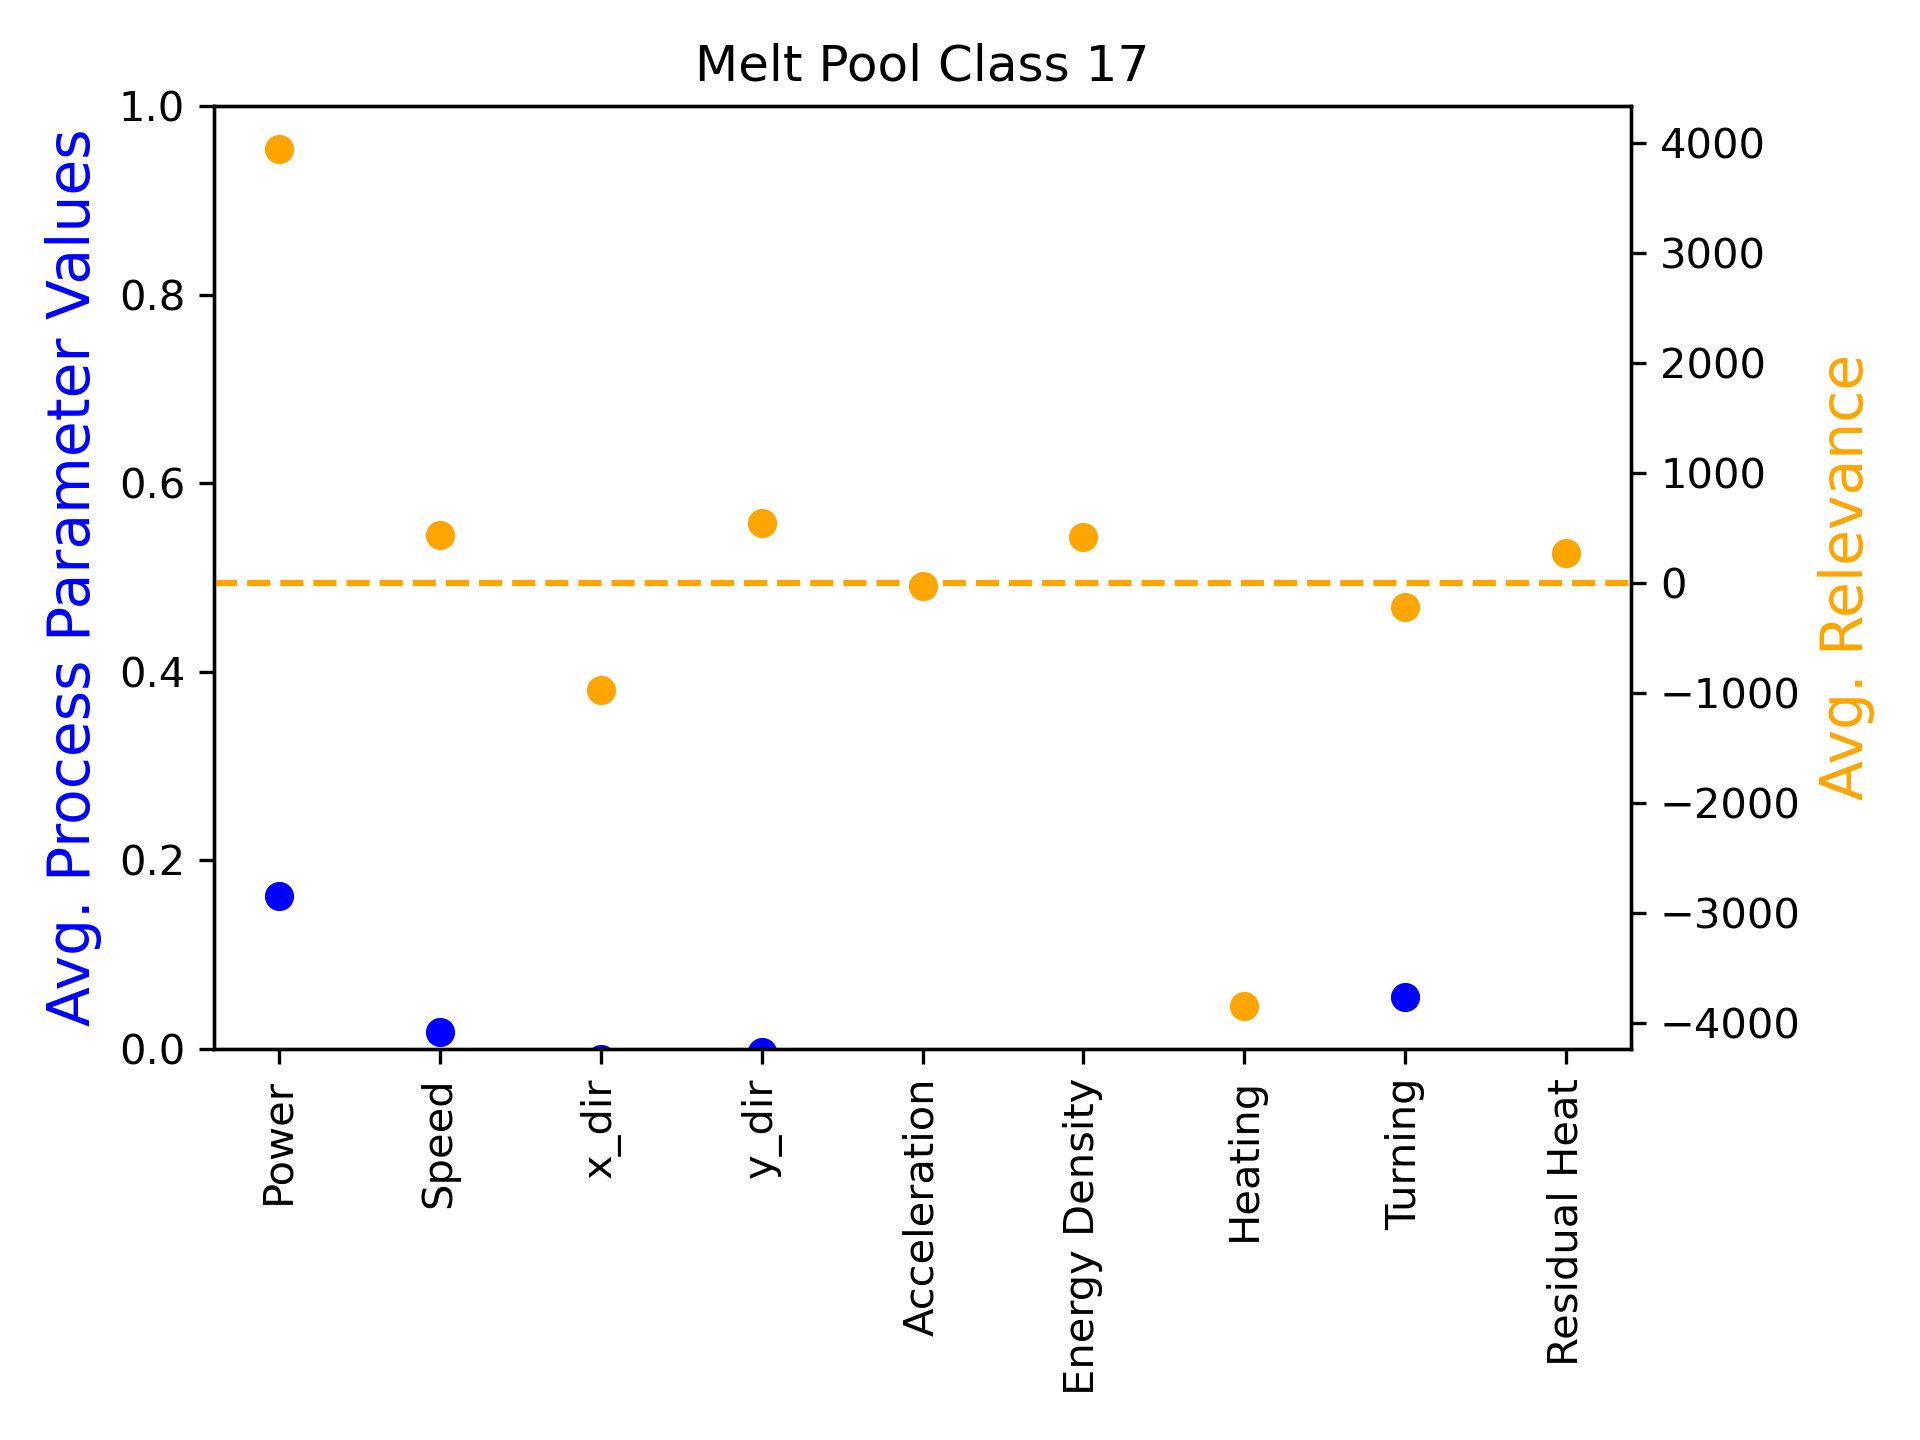 Melt Pool Class 17
Avg. Process Parameter Values
1.0
0.8
0.6
0.4
0.2
0.0
4000
3000
2000
1000
0
−1000
−2000
−3000
−4000
Avg. Relevance
Power
Speed
x_dir
y_dir
Acceleration
Energy Density
Heating
Turning
Residual Heat